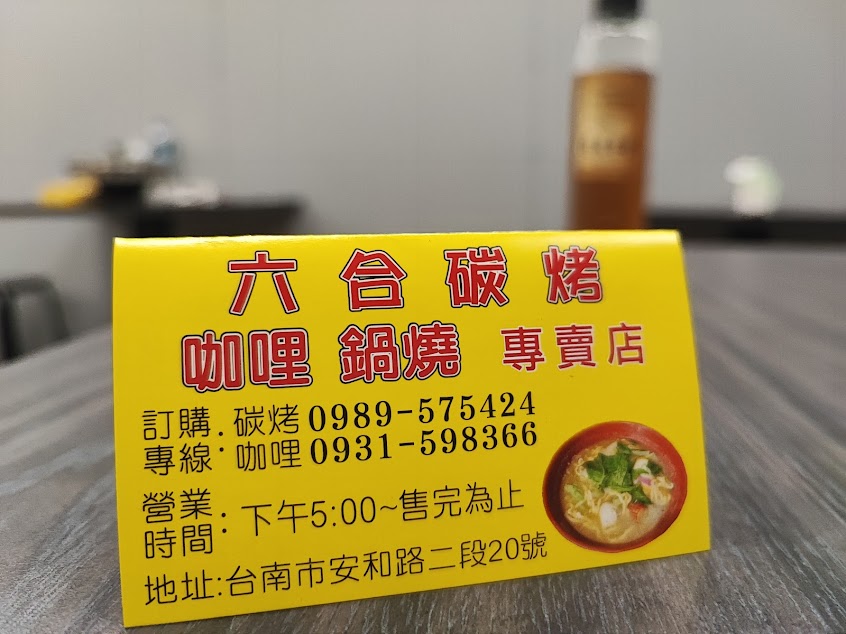 六合碳烤
咖哩 鍋燒 專賣店
訂購專線: 碳烤 0989-575424
咖哩 0931-598366
營業時間: 下午5:00~售完為止
地址:台南市安和路二段20號